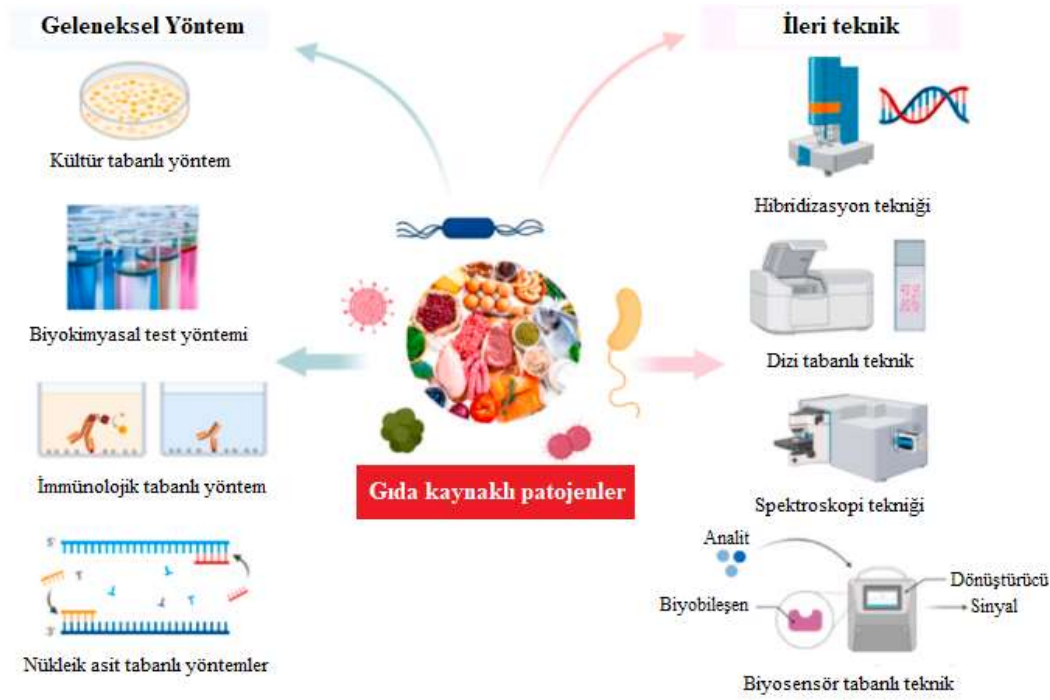 Geleneksel Yöntem
Kültür tabanlı yöntem
Biyokimyasal test yöntemi
İmmünolojik tabanlı yöntem
5'
3'
Nükleik asit tabanlı yöntemler
Gıda kaynaklı patojenler
İleri teknik
Hibridizasyon tekniği
Dizi tabanlı teknik
Spektroskopi tekniği
Analit
Biyobileşen
Dönüştürücü
Sinyal
Biyosensör tabanlı teknik